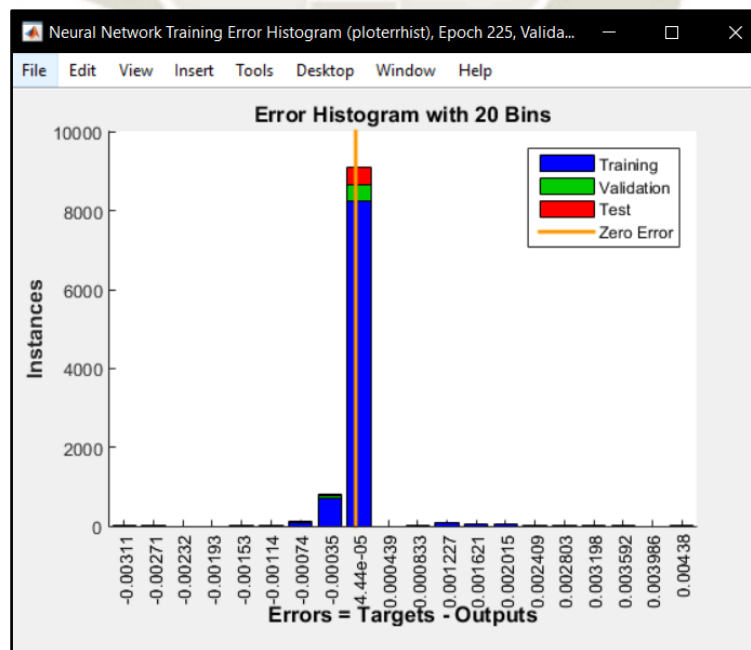 Neural Network Training Error Histogram (ploterrhist), Epoch 225, Valida...
File Edit View Insert Tools Desktop Window Help
Error Histogram with 20 Bins
10000
8000
6000
4000
2000
0
Instances
Training
Validation
Test
Zero Error
-0.00311
-0.00271
-0.00232
-0.00193
-0.00153
-0.00114
-0.00074
-0.00035
4.44e-05
0.000439
0.000833
0.001227
0.001621
0.002015
0.002409
0.002803
0.003198
0.003592
0.003986
0.00438
Errors = Targets - Outputs